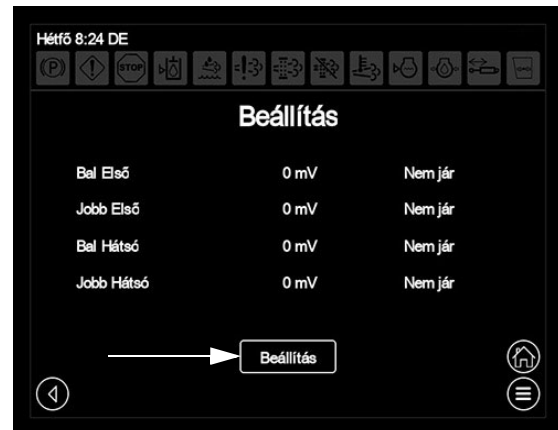 Hétfő 8:24 DE
P STOP
Beállítás
Bal Első 0 mV Nem jár
Jobb Első 0 mV Nem jár
Bal Hátsó 0 mV Nem jár
Jobb Hátsó 0 mV Nem jár
Beállítás